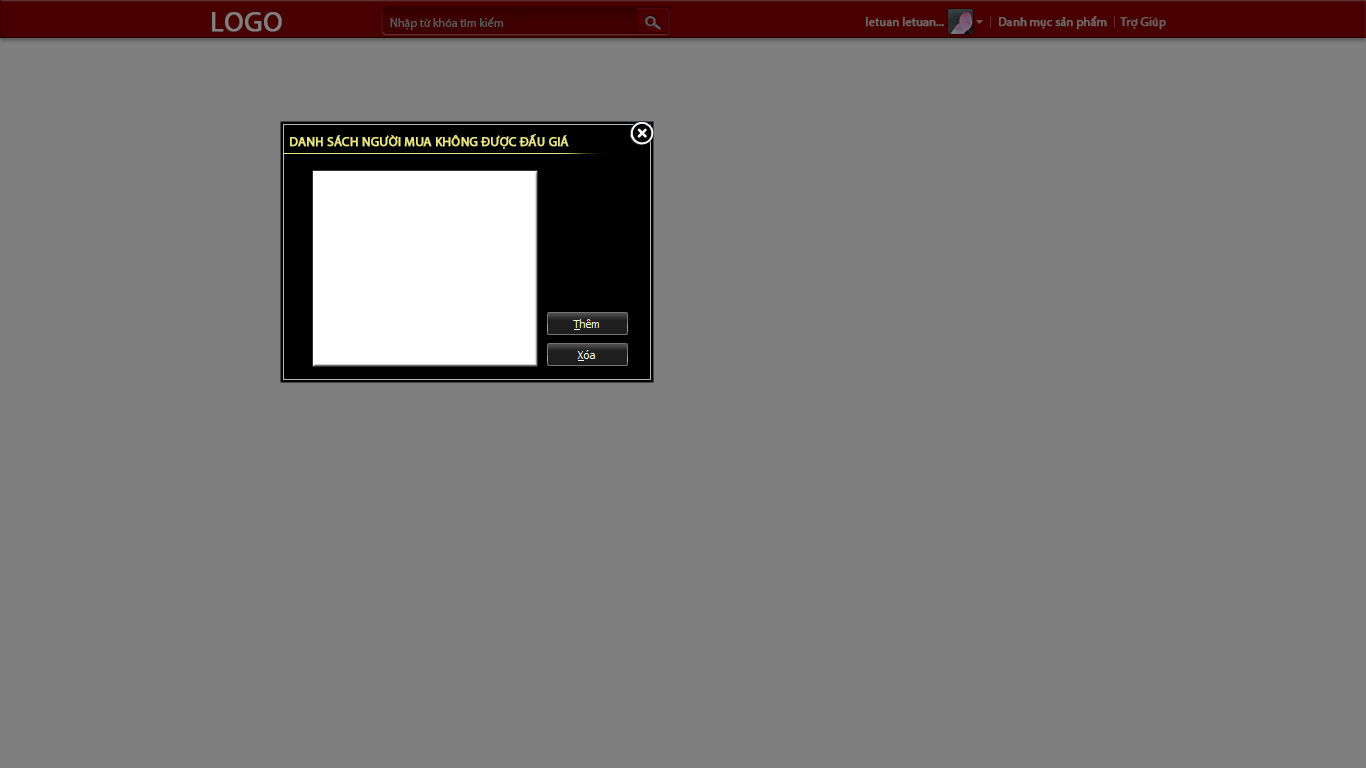 LOGO
Nhập từ khóa tìm kiếm
letuan letuan...
Danh mục sản phẩm
Trợ Giúp
DANH SÁCH NGƯỜI MUA KHÔNG ĐƯỢC ĐẤU GIÁ
Thêm
Xóa